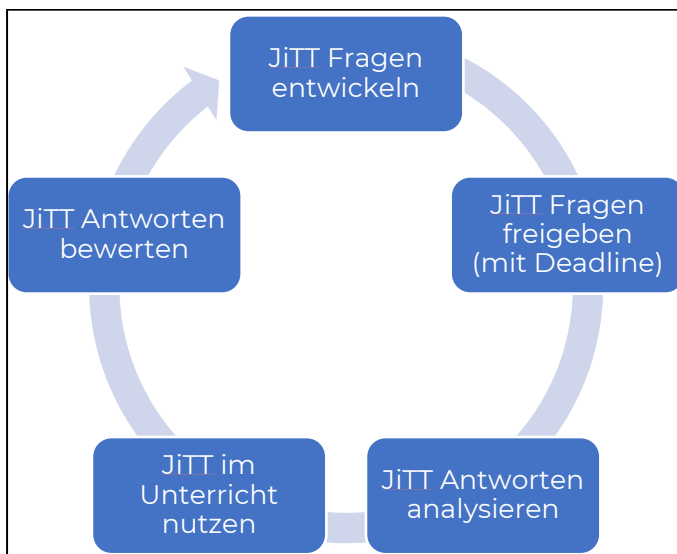 JiTT Fragen
entwickeln
JiTT Fragen
freigeben
(mit Deadline)
JiTT Antworten
analysieren
JiTT im
Unterricht
nutzen
JiTT Antworten
bewerten